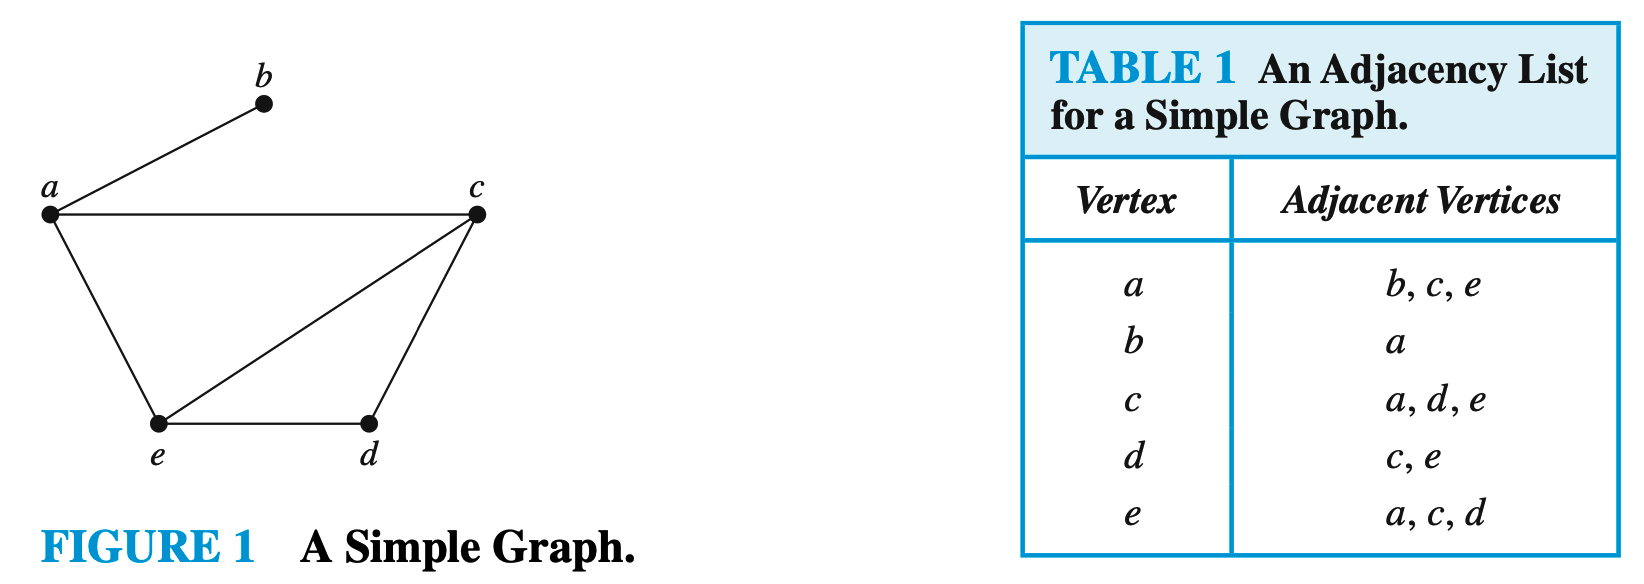 b
a
c
e
d
FIGURE 1 A Simple Graph.
TABLE 1 An Adjacency List
for a Simple Graph.
Vertex Adjacent Vertices
a b, c, e
b a
c a, d, e
d c, e
e a, c, d